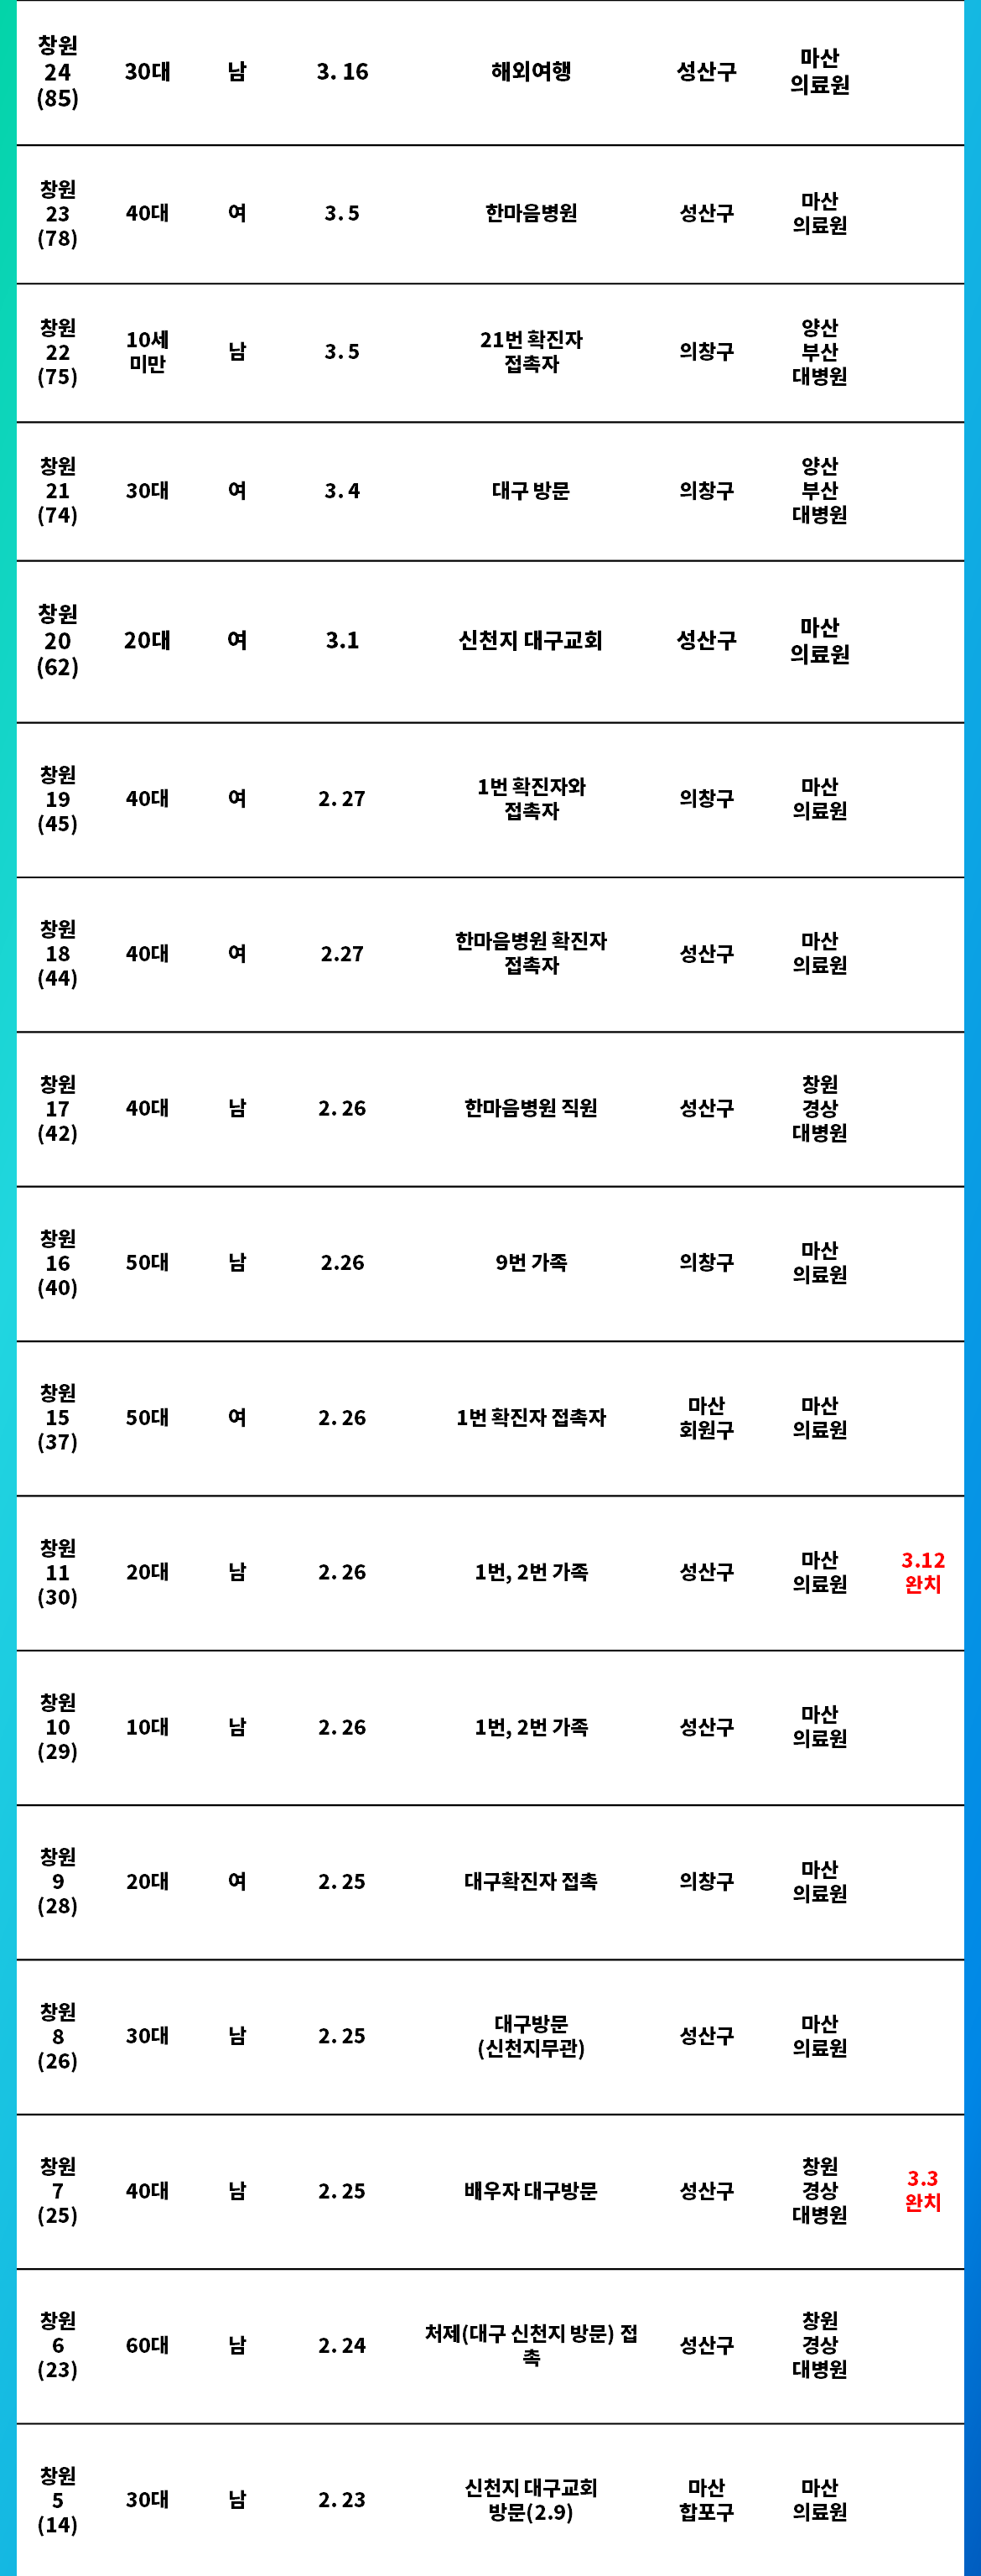 창원
24
(85)
30대
남
3. 16
해외여행
성산구
마산
의료원
창원
23
(78)
40대
여
3. 5
한마음병원
성산구
마산
의료원
창원
22
(75)
10세
미만
남
3. 5
21번 확진자
접촉자
의창구
양산
부산
대병원
창원
21
(74)
30대
여
3. 4
대구 방문
의창구
양산
부산
대병원
창원
20
(62)
20대
여
3.1
신천지 대구교회
성산구
마산
의료원
창원
19
(45)
40대
여
2. 27
1번 확진자와
접촉자
의창구
마산
의료원
창원
18
(44)
40대
여
2.27
한마음병원 확진자
접촉자
성산구
마산
의료원
창원
17
(42)
40대
남
2. 26
한마음병원 직원
성산구
창원
경상
대병원
창원
16
(40)
50대
남
2.26
9번 가족
의창구
마산
의료원
창원
15
(37)
50대
여
2. 26
1번 확진자 접촉자
마산
회원구
마산
의료원
창원
11
(30)
20대
남
2. 26
1번, 2번 가족
성산구
마산
의료원
3.12
완치
창원
10
(29)
10대
남
2. 26
1번, 2번 가족
성산구
마산
의료원
창원
9
(28)
20대
여
2. 25
대구확진자 접촉
의창구
마산
의료원
창원
8
(26)
30대
남
2. 25
대구방문
(신천지무관)
성산구
마산
의료원
창원
7
(25)
40대
남
2. 25
배우자 대구방문
성산구
창원
경상
대병원
3.3
완치
창원
6
(23)
60대
남
2. 24
처제(대구 신천지 방문) 접
촉
성산구
창원
경상
대병원
창원
5
(14)
30대
남
2. 23
신천지 대구교회
방문(2.9)
마산
합포구
마산
의료원